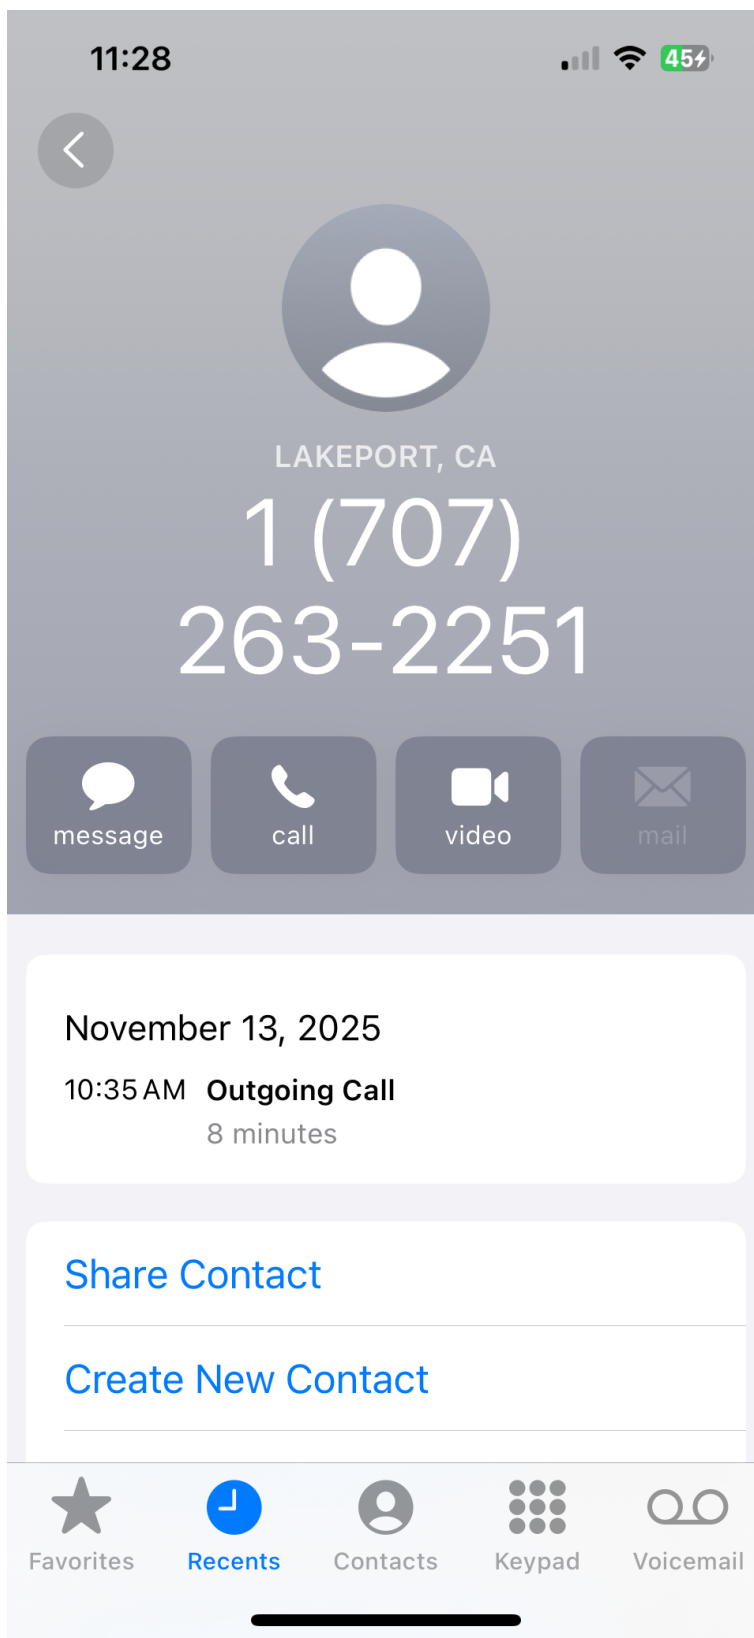 11:28
45
LAKEPORT, CA
1 (707)
263-2251
message call video mail
November 13, 2025
10:35 AM Outgoing Call
8 minutes
Share Contact
Create New Contact
Favorites Recents Contacts Keypad Voicemail